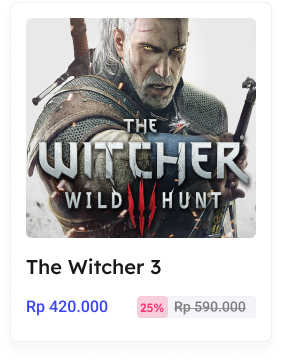 THE
WITCHER
WILD HUNT
The Witcher 3
Rp 420.000 25% Rp 590.000